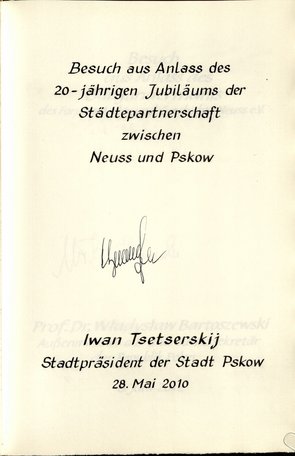 Besuch aus Anlass des
20-jährigen Jubiläums der
Städtepartnerschaft
zwischen
Neuss und Pskow
Iwan Tsetserskij
Stadtpräsident der Stadt Pskow
28. Mai 2010